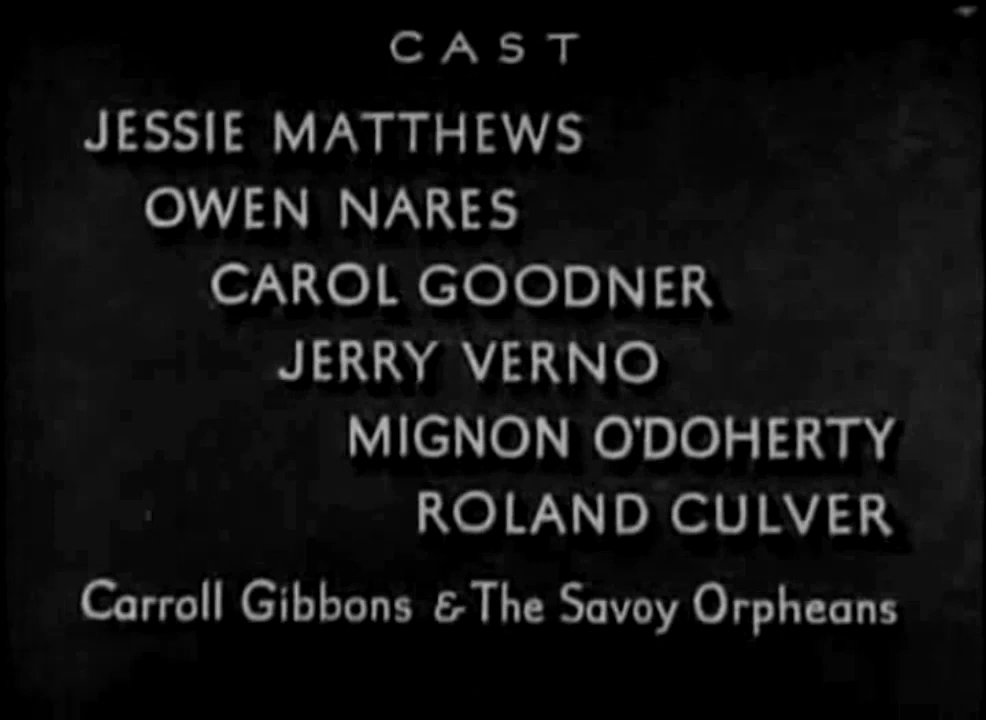 CAST
JESSIE MATTHEWS
OWEN NARES
CAROL GOODNER
JERRY VERNO
MIGNON O'DOHERTY
ROLAND CULVER
Carroll Gibbons & The Savoy Orpheans